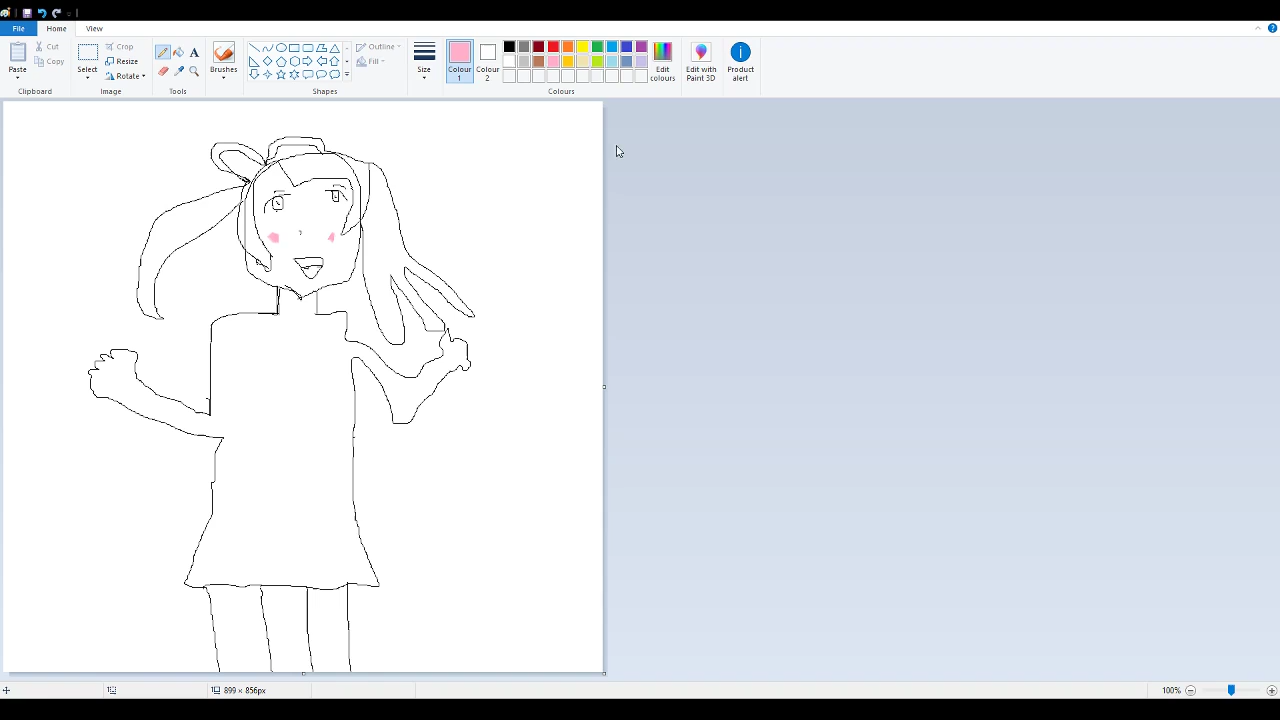 File Home View
Paste Cut Copy Clipboard
Select Crop Resize Rotate Image
Tools
Brushes
Outline Fill Shapes
Size
Colour 1
Colour 2
Edit colours
Colours
Edit with Paint 3D
Product alert
899 × 856px
100%